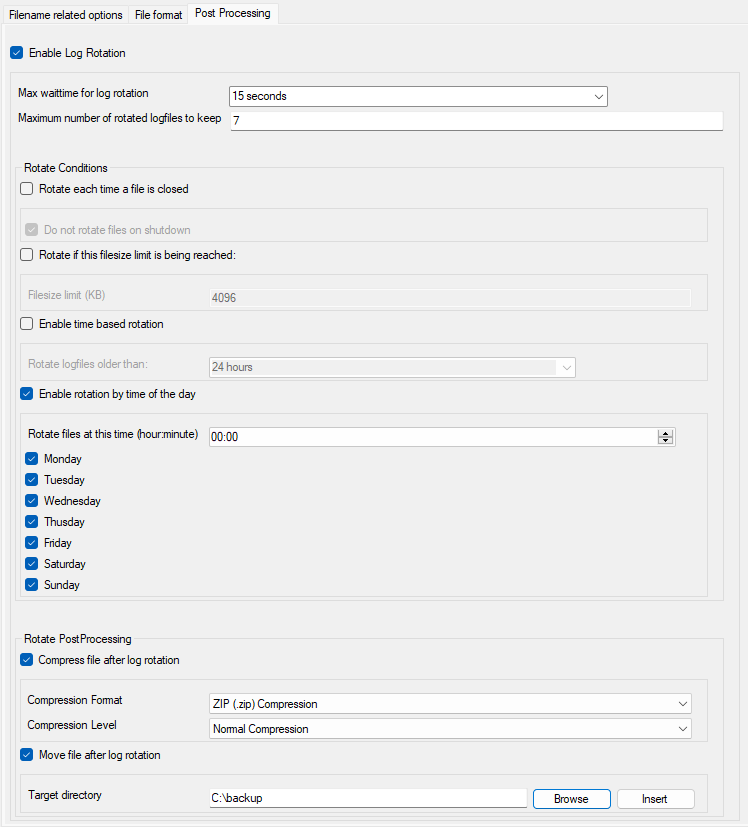 Filename related options File format Post Processing
Enable Log Rotation
Max waittime for log rotation 15 seconds
Maximum number of rotated logfiles to keep 7
Rotate Conditions
Rotate each time a file is closed
Do not rotate files on shutdown
Rotate if this filesize limit is being reached:
Filesize limit (KB) 4096
Enable time based rotation
Rotate logfiles older than: 24 hours
Enable rotation by time of the day
Rotate files at this time (hour:minute) 00:00
Monday
Tuesday
Wednesday
Thusday
Friday
Saturday
Sunday
Rotate PostProcessing
Compress file after log rotation
Compression Format ZIP (.zip) Compression
Compression Level Normal Compression
Move file after log rotation
Target directory C:\backup Browse Insert